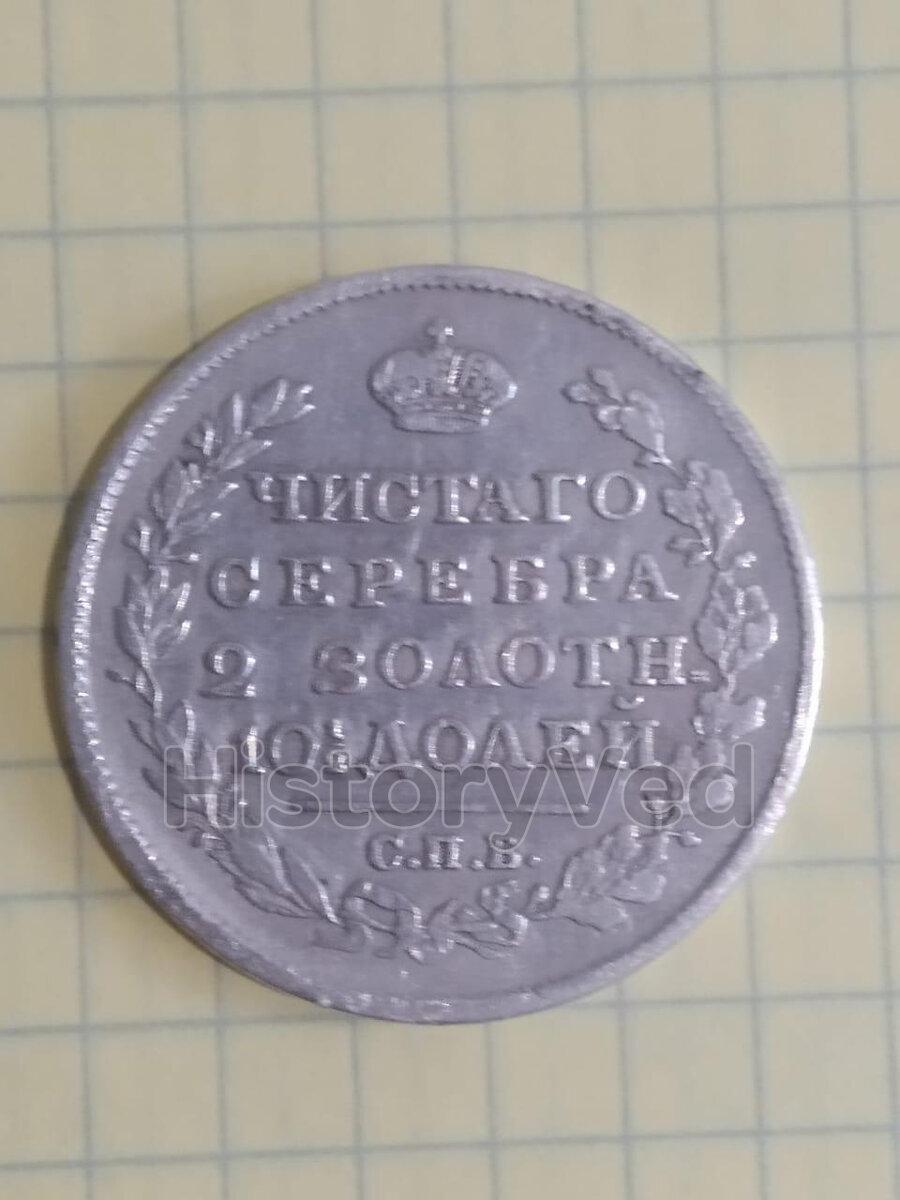 ЧИСТАГО
СЕРЕБРА
2 ЗОЛОТН.
10½ ДОЛЕЙ
HistoryVed
С.П.Б.